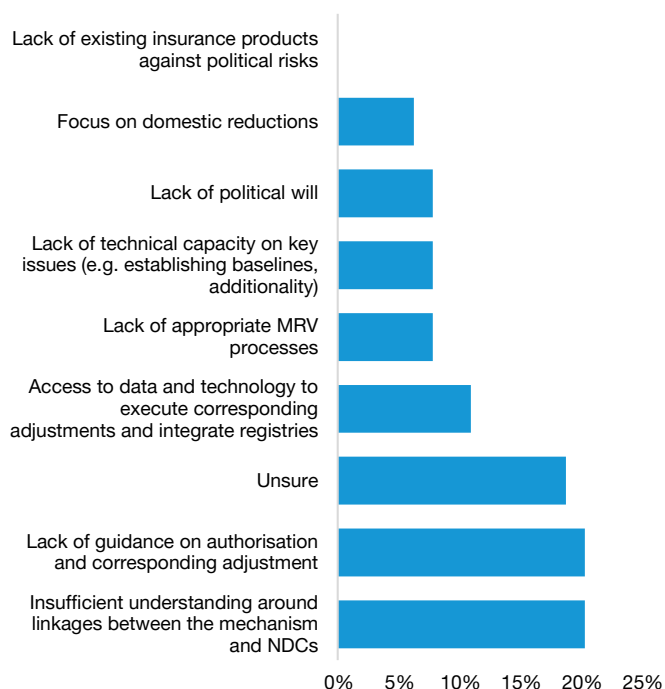 Lack of existing insurance products
against political risks
Focus on domestic reductions
Lack of political will
Lack of technical capacity on key
issues (e.g. establishing baselines,
additionality)
Lack of appropriate MRV
processes
Access to data and technology to
execute corresponding
adjustments and integrate registries
Unsure
Lack of guidance on authorisation
and corresponding adjustment
Insufficient understanding around
linkages between the mechanism
and NDCs
0% 5% 10% 15% 20% 25%